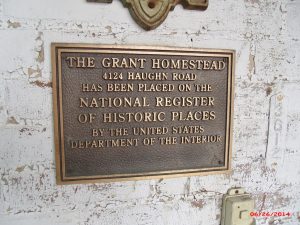 THE GRANT HOMESTEAD
4124 HAUGHN ROAD
HAS BEEN PLACED ON THE
NATIONAL REGISTER
OF HISTORIC PLACES
BY THE UNITED STATES
DEPARTMENT OF THE INTERIOR
06/26/2014